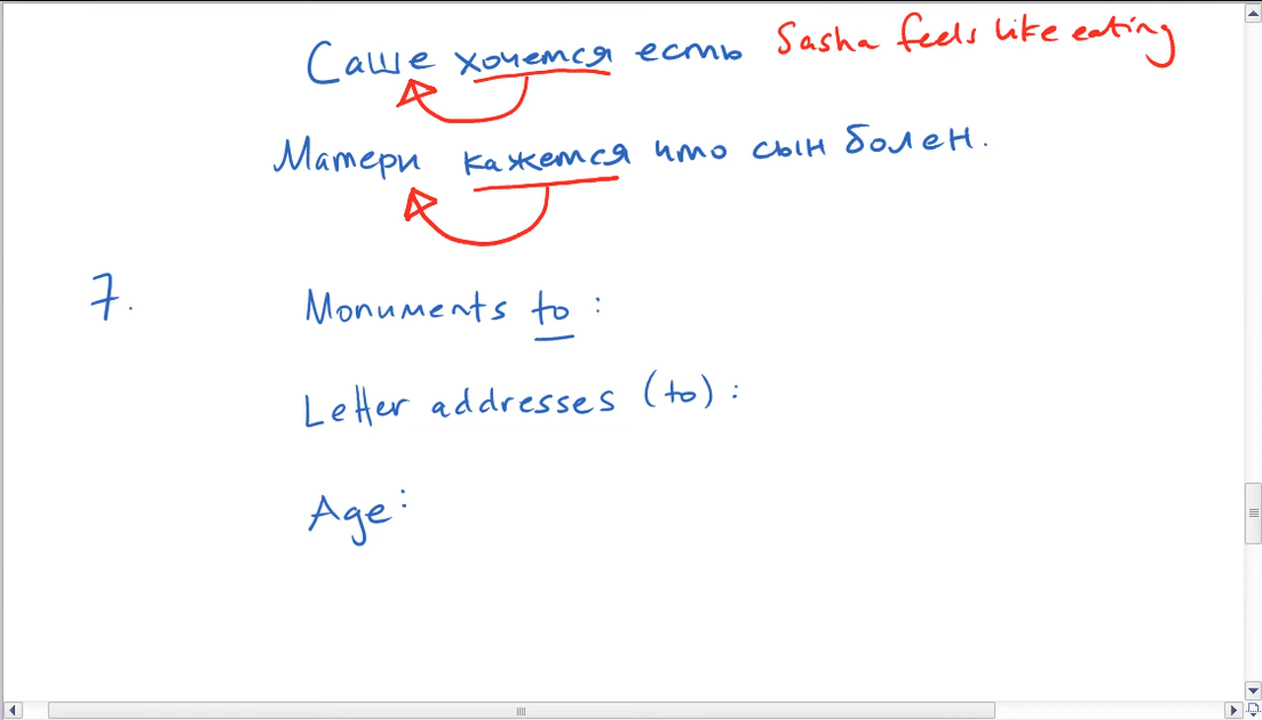 Саше хочется есть Sasha feels like eating
Матери кажется что сын болен.
7. Monuments to :
Letter addresses (to) :
Age :